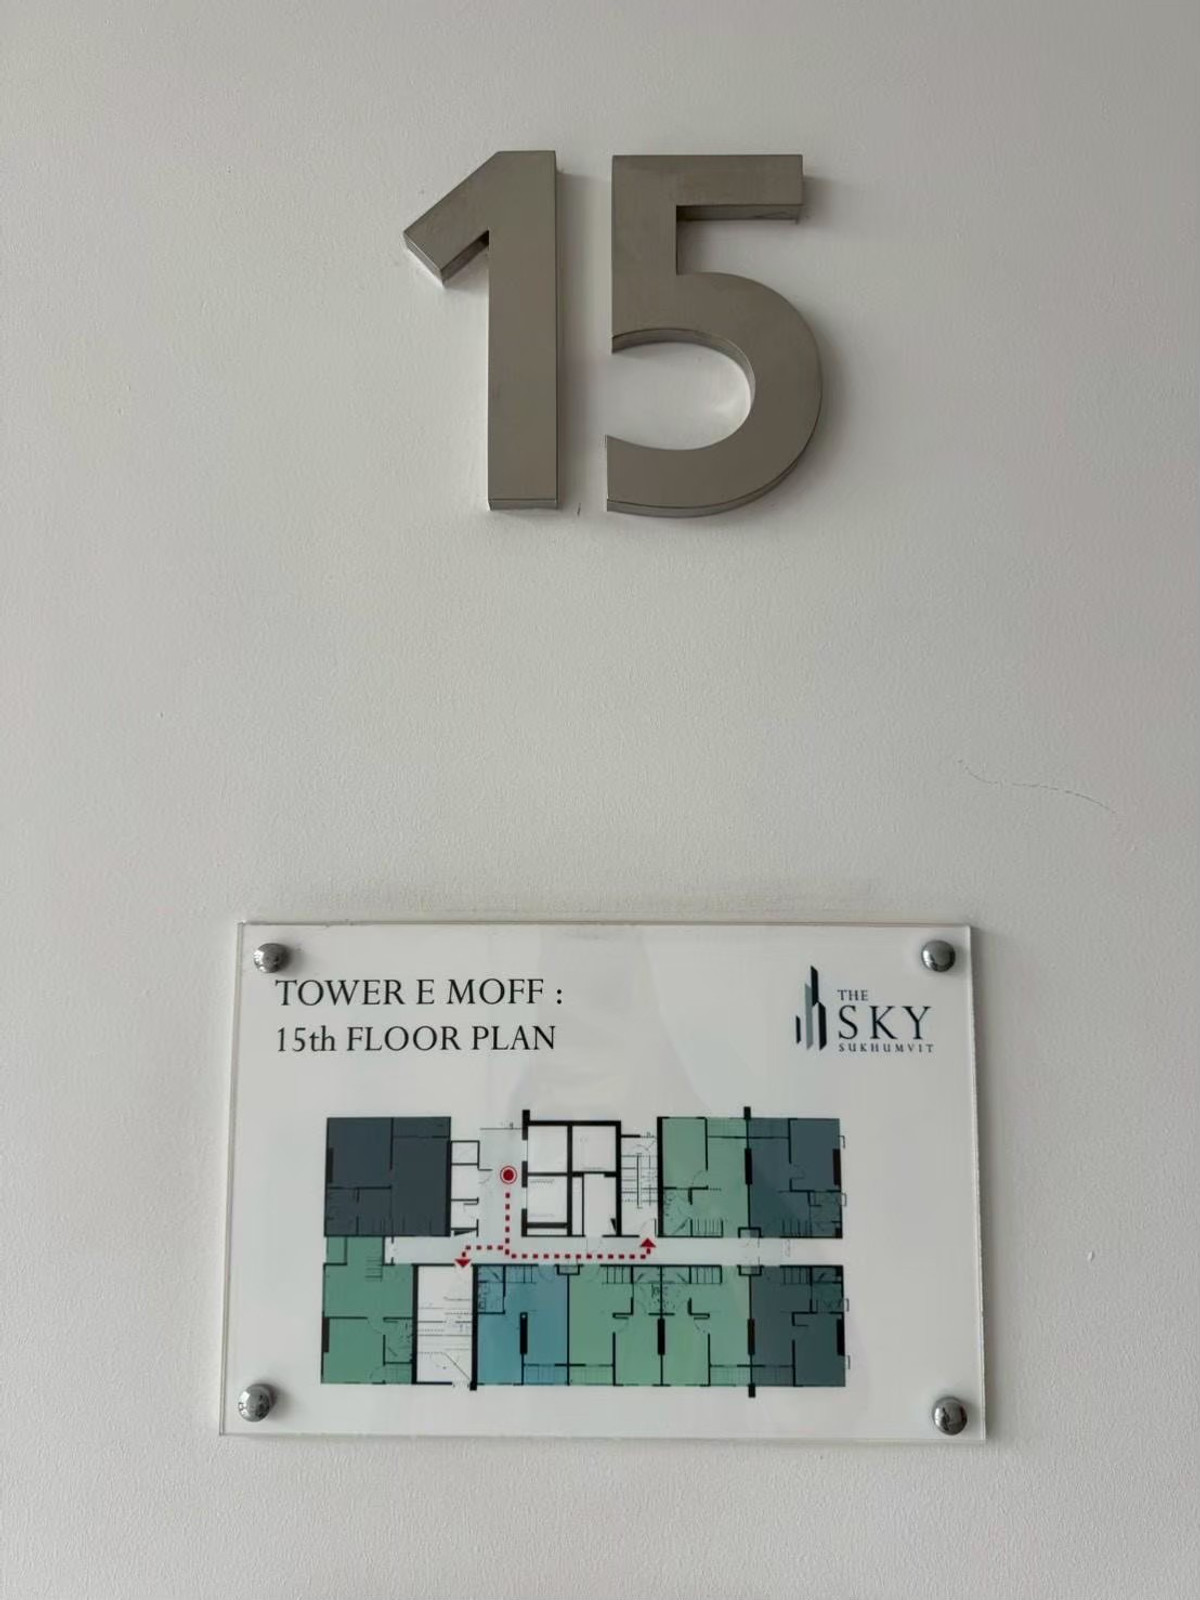 15
TOWER E MOFF :
15th FLOOR PLAN
THE
SKY
SUKHUMVIT